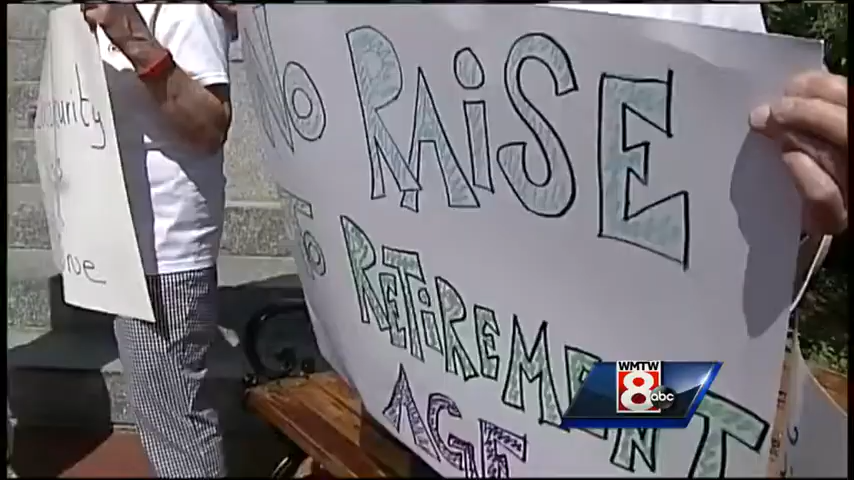 NO RAISE
TO RETIREMENT
AGE
WMTW
8 abc